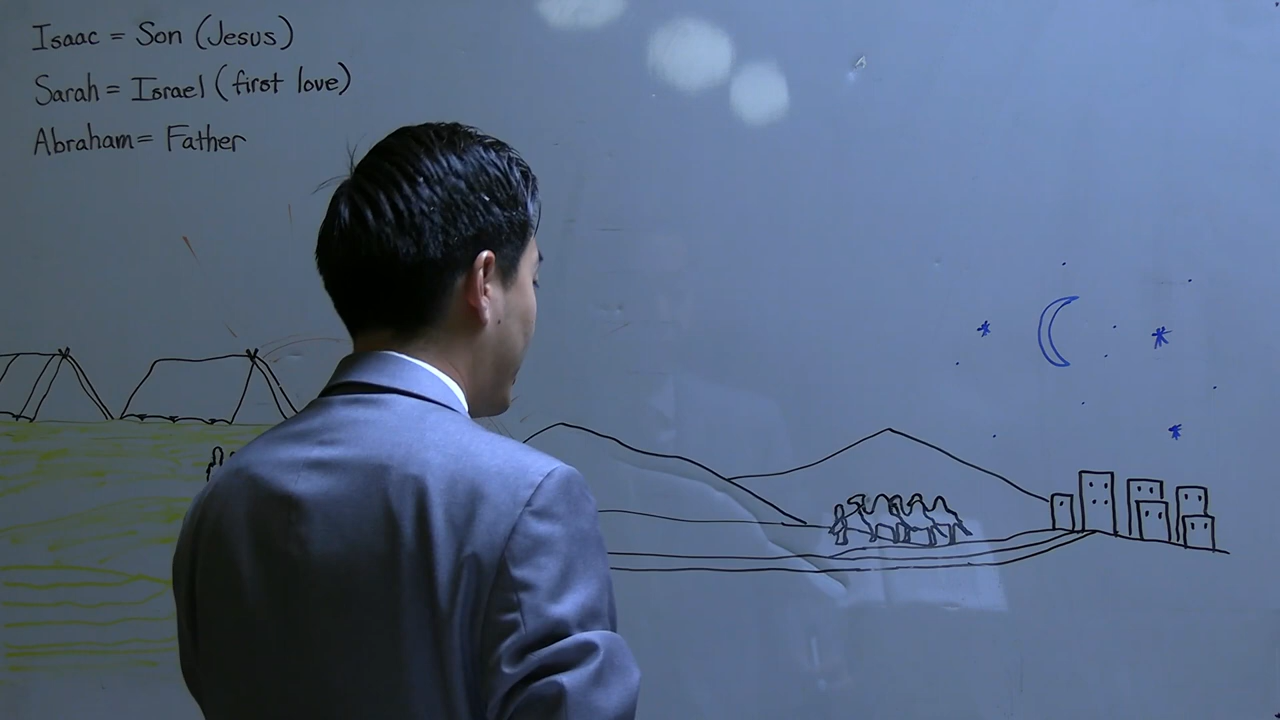 Isaac = Son (Jesus)
Sarah = Israel (first love)
Abraham = Father